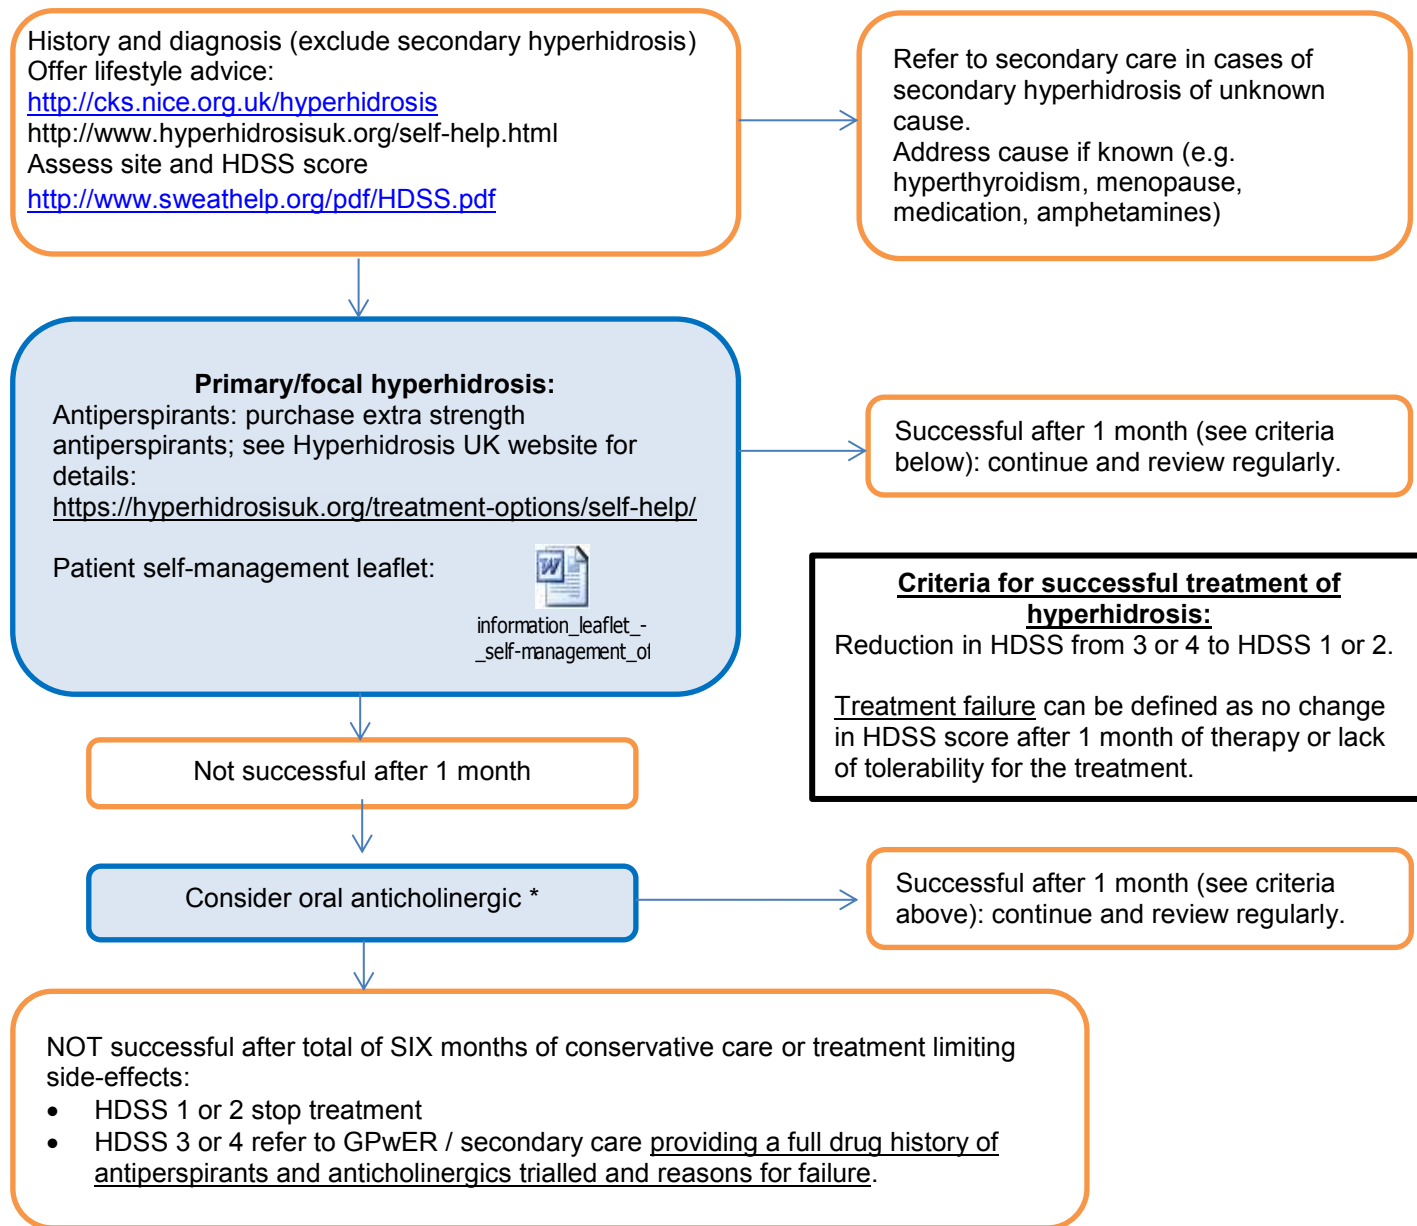 History and diagnosis (exclude secondary hyperhidrosis)
Offer lifestyle advice:
http://cks.nice.org.uk/hyperhidrosis
http://www.hyperhidrosisuk.org/self-help.html
Assess site and HDSS score
http://www.sweathelp.org/pdf/HDSS.pdf
Refer to secondary care in cases of
secondary hyperhidrosis of unknown
cause.
Address cause if known (e.g.
hyperthyroidism, menopause,
medication, amphetamines)
Primary/focal hyperhidrosis:
Antiperspirants: purchase extra strength
antiperspirants; see Hyperhidrosis UK website for
details:
https://hyperhidrosisuk.org/treatment-options/self-help/
Patient self-management leaflet:
W
information_leaflet_-
_self-management_of
Successful after 1 month (see criteria
below): continue and review regularly.
Criteria for successful treatment of
hyperhidrosis:
Reduction in HDSS from 3 or 4 to HDSS 1 or 2.
Treatment failure can be defined as no change
in HDSS score after 1 month of therapy or lack
of tolerability for the treatment.
Not successful after 1 month
Consider oral anticholinergic *
Successful after 1 month (see criteria
above): continue and review regularly.
NOT successful after total of SIX months of conservative care or treatment limiting
side-effects:
• HDSS 1 or 2 stop treatment
• HDSS 3 or 4 refer to GPwER / secondary care providing a full drug history of
antiperspirants and anticholinergics trialled and reasons for failure.